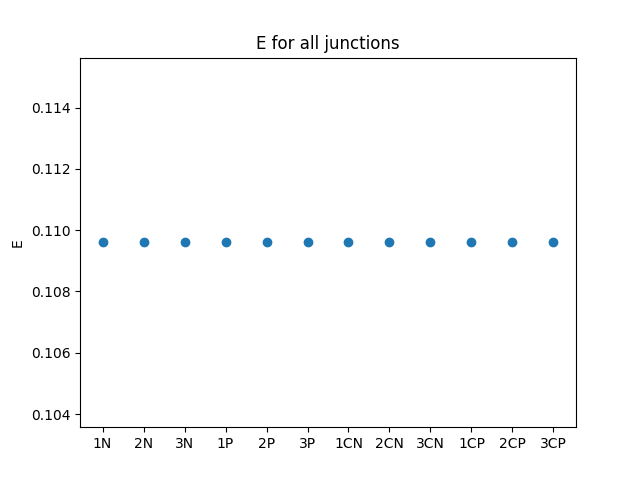 E for all junctions
0.114
0.112
0.110
0.108
0.106
0.104
E
1N 2N 3N 1P 2P 3P 1CN 2CN 3CN 1CP 2CP 3CP